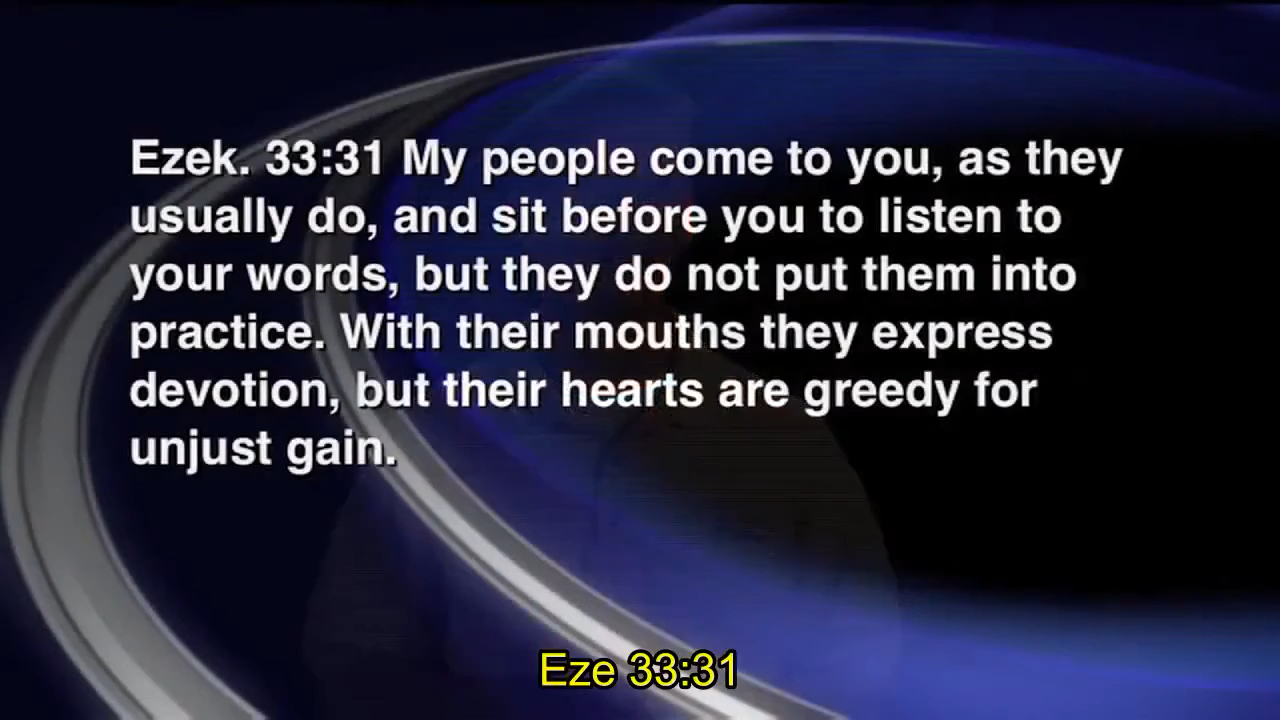 Ezek. 33:31 My people come to you, as they
usually do, and sit before you to listen to
your words, but they do not put them into
practice. With their mouths they express
devotion, but their hearts are greedy for
unjust gain.
Eze 33:31